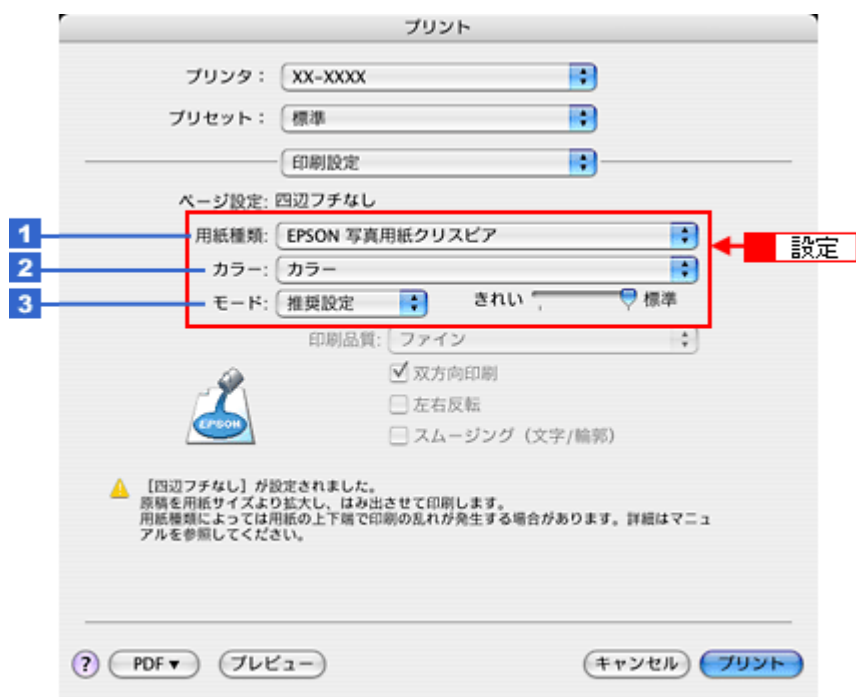 プリント
プリンタ： XX-XXXX
プリセット： 標準
印刷設定
ページ設定: 四辺フチなし
1 用紙種類: EPSON 写真用紙クリスピア
設定
2 カラー: カラー
3 モード: 推奨設定 きれい 標準
印刷品質: ファイン
双方向印刷
左右反転
スムージング（文字/輪郭）
EPSON
［四辺フチなし］が設定されました。
原稿を用紙サイズより拡大し、はみ出させて印刷します。
用紙種類によっては用紙の上下端で印刷の乱れが発生する場合があります。詳細はマニュ
アルを参照してください。
? PDF▼ プレビュー キャンセル プリント